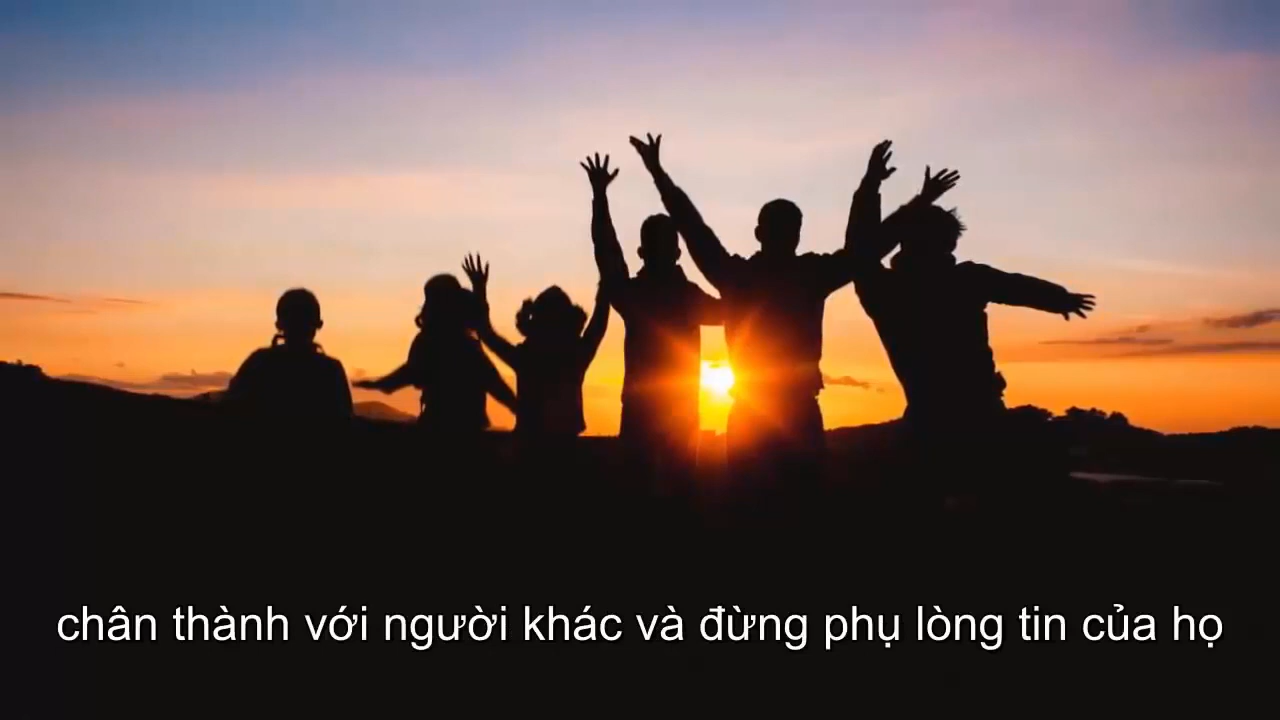 chân thành với người khác và đừng phụ lòng tin của họ